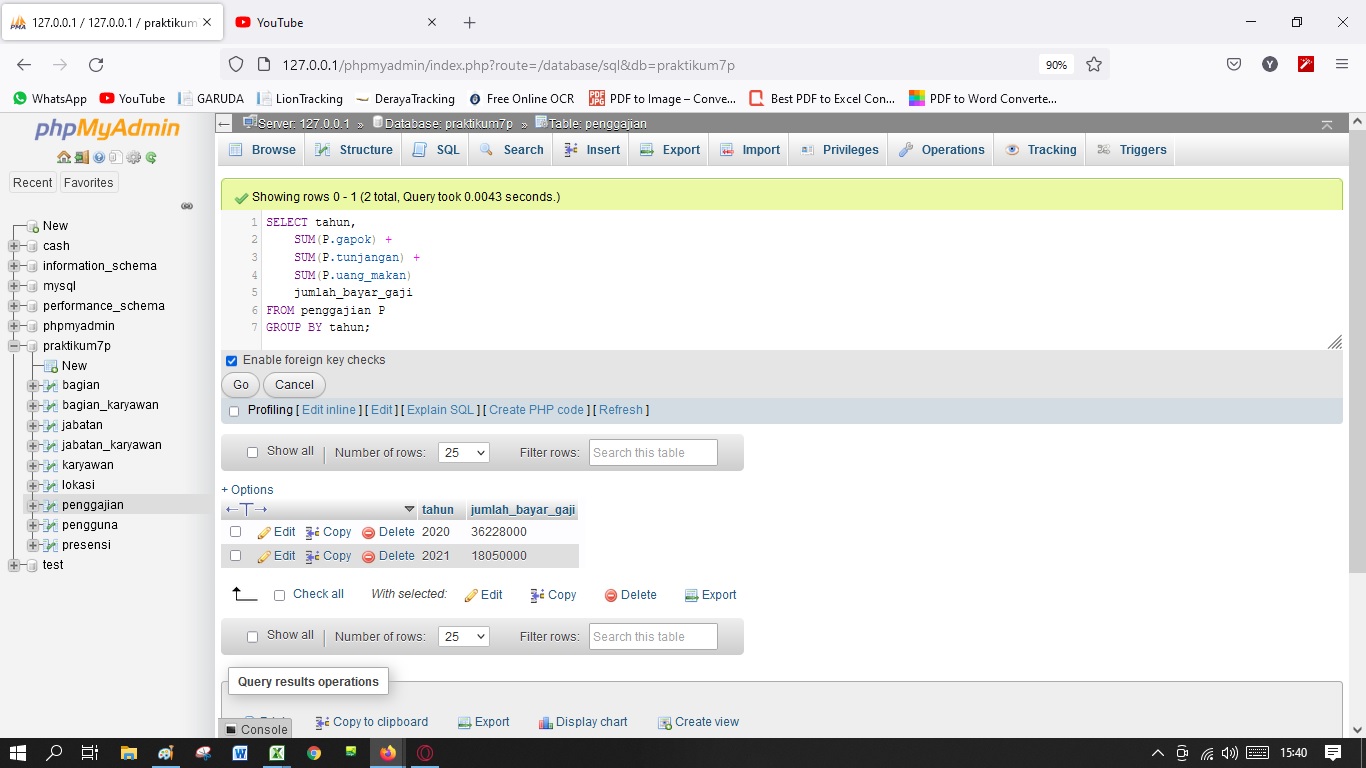 127.0.0.1 / 127.0.0.1 / praktikum
YouTube
127.0.0.1/phpmyadmin/index.php?route=/database/sql&db=praktikum7p
90%
WhatsApp YouTube GARUDA LionTracking DerayaTracking Free Online OCR PDF to Image – Conve... Best PDF to Excel Con... PDF to Word Converte...
phpMyAdmin
Recent Favorites
New
cash
information_schema
mysql
performance_schema
phpmyadmin
praktikum7p
New
bagian
bagian_karyawan
jabatan
jabatan_karyawan
karyawan
lokasi
penggajian
pengguna
presensi
test
Server: 127.0.0.1 » Database: praktikum7p » Table: penggajian
Browse Structure SQL Search Insert Export Import Privileges Operations Tracking Triggers
Showing rows 0 - 1 (2 total, Query took 0.0043 seconds.)
1 SELECT tahun,
2 SUM(P.gapok) +
3 SUM(P.tunjangan) +
4 SUM(P.uang_makan)
5 jumlah_bayar_gaji
6 FROM penggajian P
7 GROUP BY tahun;
Enable foreign key checks
Go Cancel
Profiling [ Edit inline ] [ Edit ] [ Explain SQL ] [ Create PHP code ] [ Refresh ]
Show all Number of rows: 25 Filter rows: Search this table
+ Options
tahun jumlah_bayar_gaji
Edit Copy Delete 2020 36228000
Edit Copy Delete 2021 18050000
Check all With selected: Edit Copy Delete Export
Show all Number of rows: 25 Filter rows: Search this table
Query results operations
Copy to clipboard Export Display chart Create view
Console
15:40